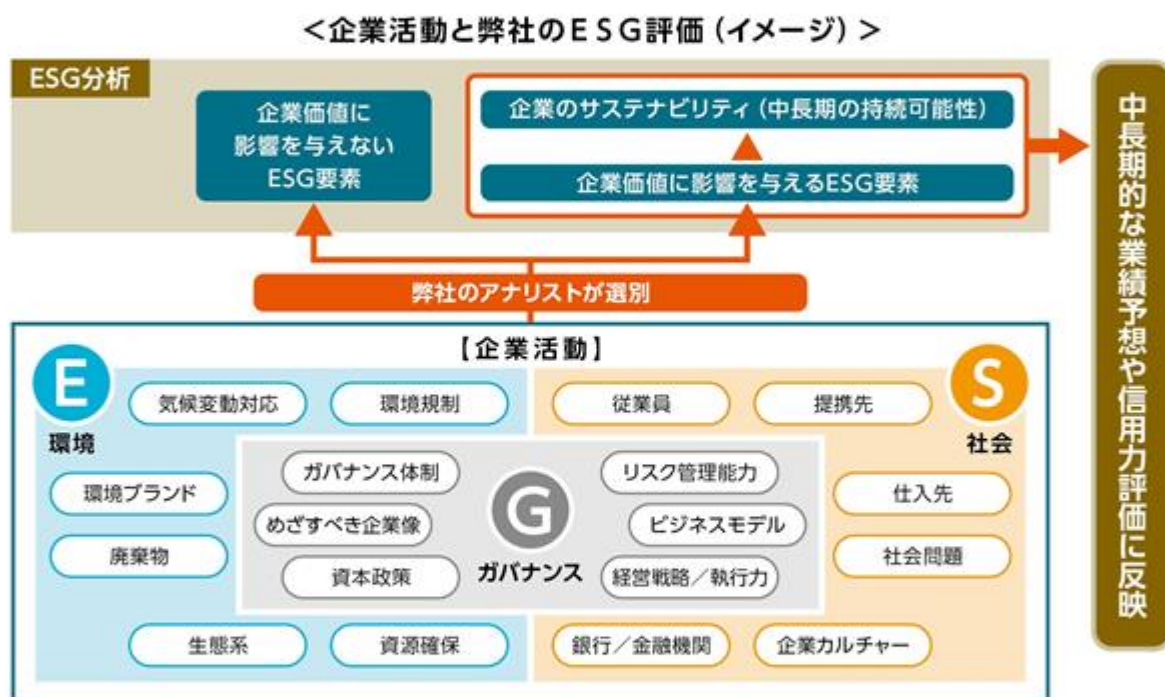 ＜企業活動と弊社のＥＳＧ評価（イメージ）＞
ESG分析
企業価値に
影響を与えない
ESG要素
企業のサステナビリティ（中長期の持続可能性）
企業価値に影響を与えるESG要素
中長期的な業績予想や信用力評価に反映
弊社のアナリストが選別
【企業活動】
E
環境
S
社会
気候変動対応
環境規制
従業員
提携先
環境ブランド
廃棄物
ガバナンス体制
めざすべき企業像
資本政策
G
ガバナンス
リスク管理能力
ビジネスモデル
経営戦略／執行力
仕入先
社会問題
生態系
資源確保
銀行／金融機関
企業カルチャー